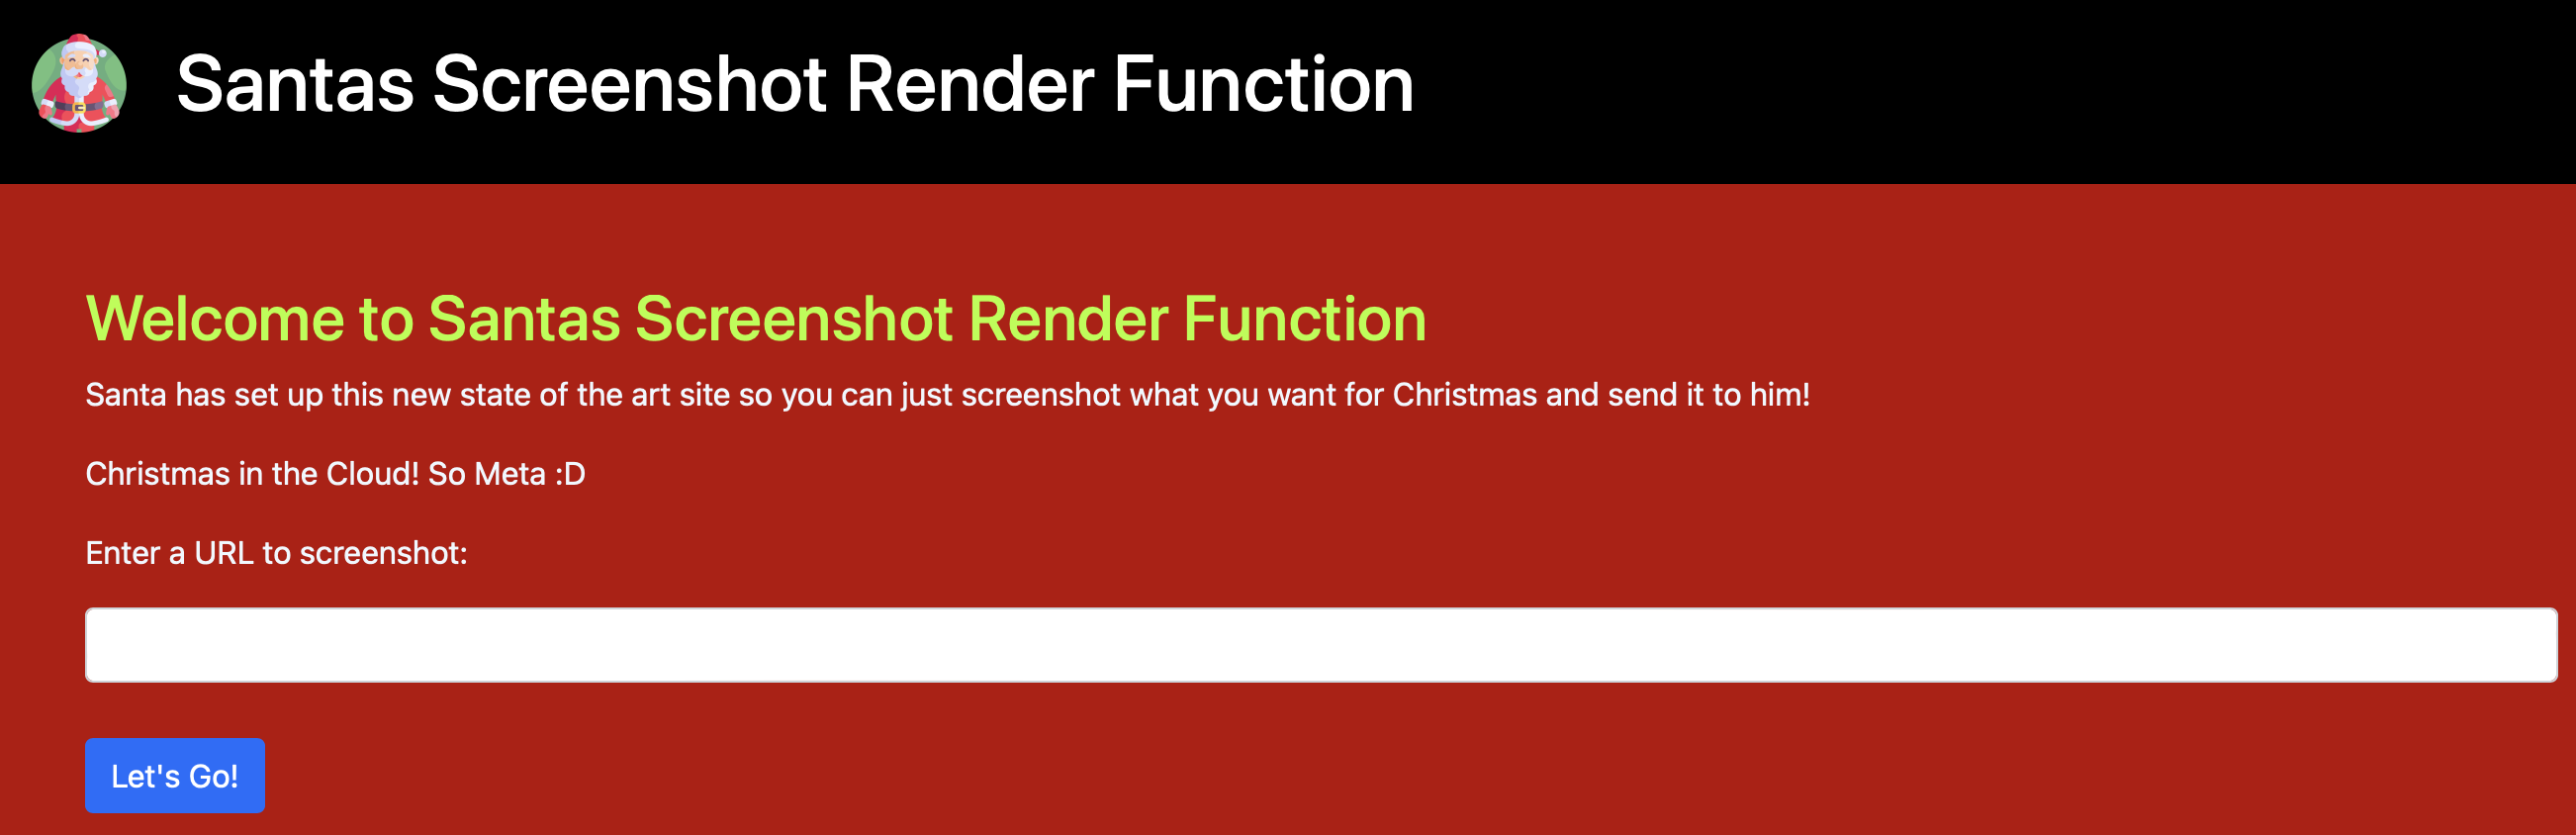 Santas Screenshot Render Function
Welcome to Santas Screenshot Render Function
Santa has set up this new state of the art site so you can just screenshot what you want for Christmas and send it to him!
Christmas in the Cloud! So Meta :D
Enter a URL to screenshot:
Let's Go!